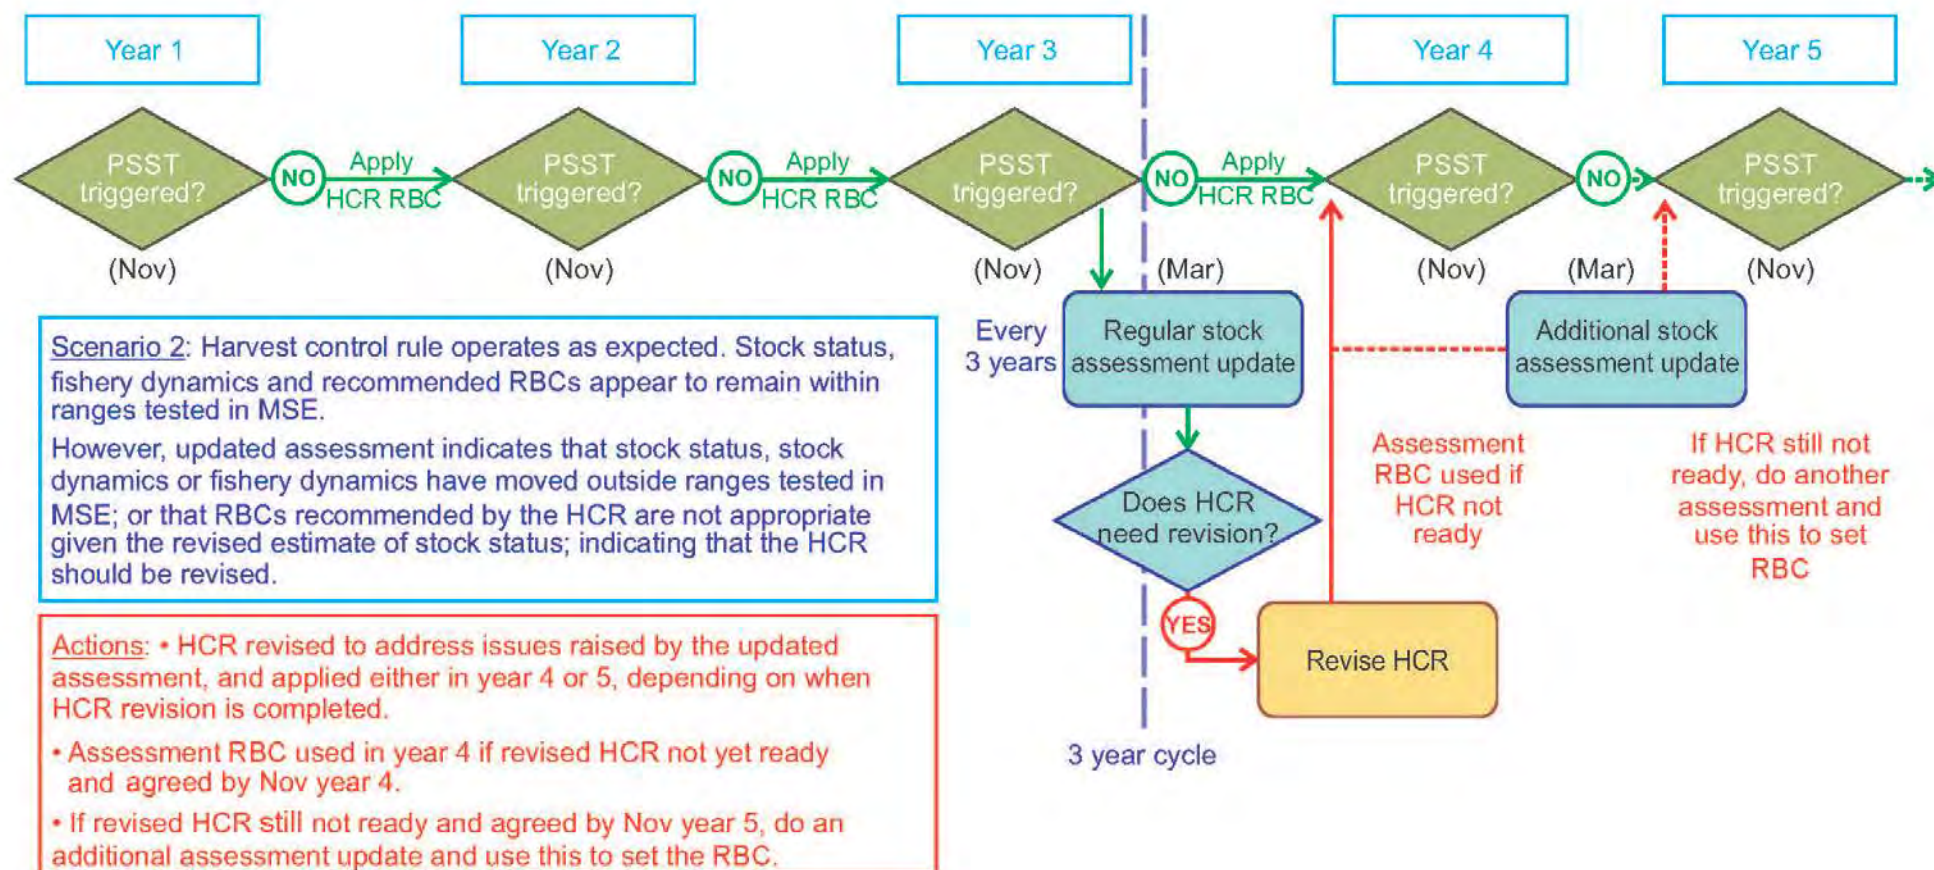 Year 1
Year 2
Year 3
Year 4
Year 5
PSST
triggered?
NO
Apply
HCR RBC
PSST
triggered?
NO
Apply
HCR RBC
PSST
triggered?
NO
Apply
HCR RBC
PSST
triggered?
NO
PSST
triggered?
(Nov)
(Nov)
(Nov)
(Mar)
(Nov)
(Mar)
(Nov)
Scenario 2: Harvest control rule operates as expected. Stock status,
fishery dynamics and recommended RBCs appear to remain within
ranges tested in MSE.
However, updated assessment indicates that stock status, stock
dynamics or fishery dynamics have moved outside ranges tested in
MSE; or that RBCs recommended by the HCR are not appropriate
given the revised estimate of stock status; indicating that the HCR
should be revised.
Every
3 years
Regular stock
assessment update
Additional stock
assessment update
Does HCR
need revision?
Assessment
RBC used if
HCR not
ready
If HCR still not
ready, do another
assessment and
use this to set
RBC
YES
Revise HCR
3 year cycle
Actions: • HCR revised to address issues raised by the updated
assessment, and applied either in year 4 or 5, depending on when
HCR revision is completed.
• Assessment RBC used in year 4 if revised HCR not yet ready
and agreed by Nov year 4.
• If revised HCR still not ready and agreed by Nov year 5, do an
additional assessment update and use this to set the RBC.